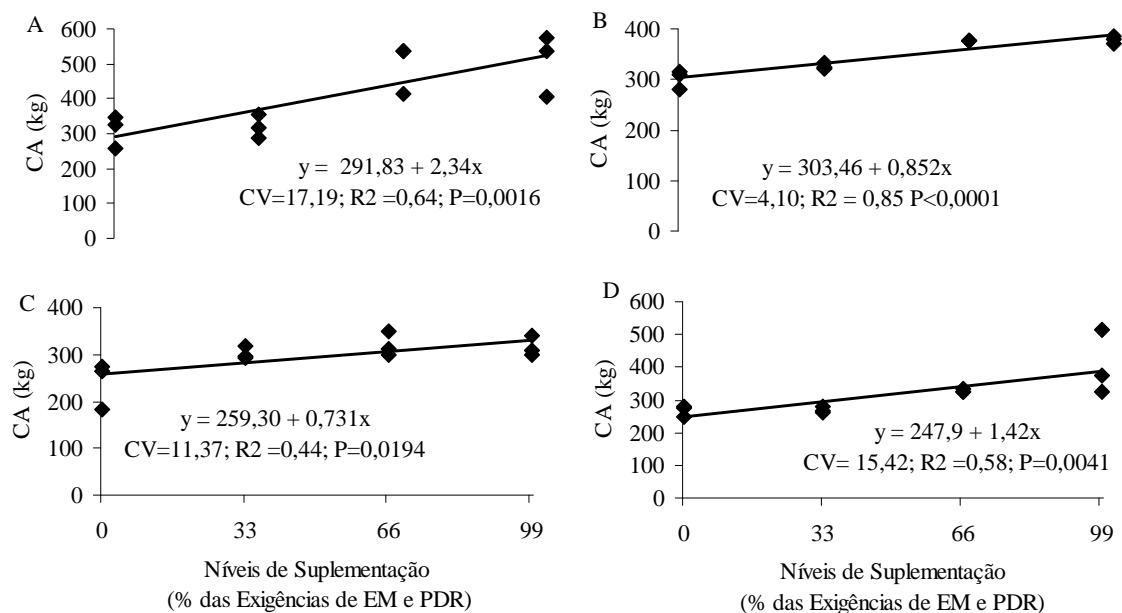 A
600
500
400
300
200
100
0
CA (kg)
y = 291,83 + 2,34x
CV=17,19; R2 =0,64; P=0,0016
B
400
300
200
100
0
CA (kg)
y = 303,46 + 0,852x
CV=4,10; R2 = 0,85 P<0,0001
C
400
300
200
100
0
CA (kg)
y = 259,30 + 0,731x
CV=11,37; R2 =0,44; P=0,0194
0 33 66 99
Níveis de Suplementação
(% das Exigências de EM e PDR)
D
600
500
400
300
200
100
0
CA (kg)
y = 247,9 + 1,42x
CV= 15,42; R2 =0,58; P=0,0041
0 33 66 99
Níveis de Suplementação
(% das Exigências de EM e PDR)